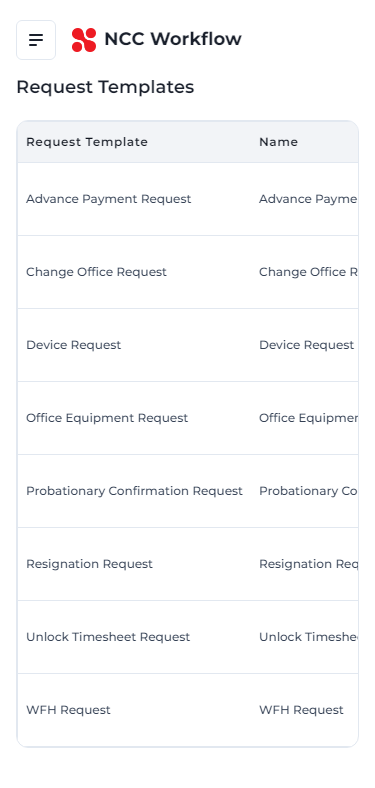 NCC Workflow
Request Templates
Request Template Name
Advance Payment Request Advance Payme
Change Office Request Change Office R
Device Request Device Request
Office Equipment Request Office Equipmer
Probationary Confirmation Request Probationary Co
Resignation Request Resignation Req
Unlock Timesheet Request Unlock Timeshe
WFH Request WFH Request